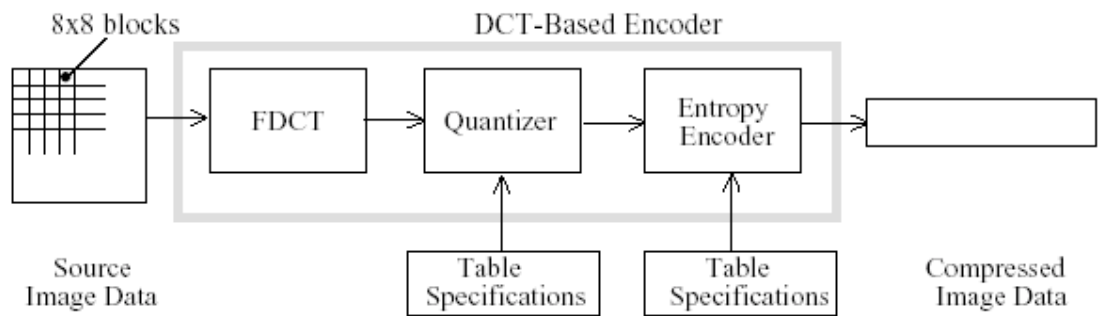 8x8 blocks
DCT-Based Encoder
FDCT
Quantizer
Entropy
Encoder
Source
Image Data
Table
Specifications
Table
Specifications
Compressed
Image Data